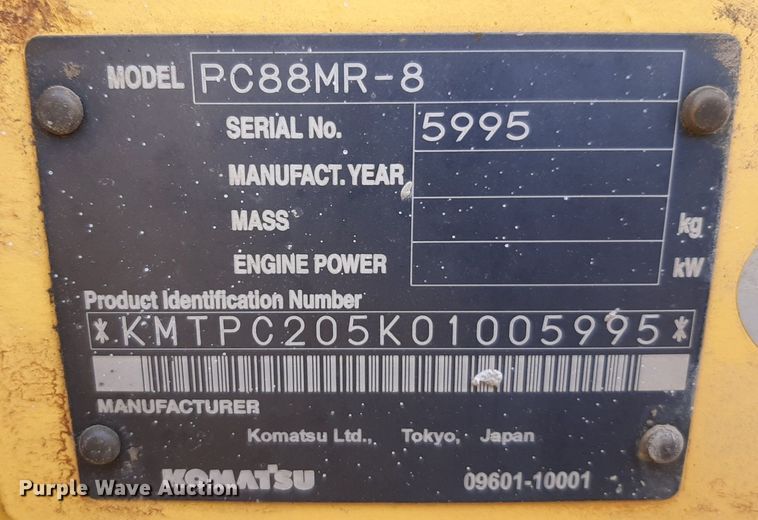 MODEL PC88MR-8
SERIAL No. 5995
MANUFACT. YEAR
MASS kg
ENGINE POWER kW
Product Identification Number
*KMTPC205K01005995*
MANUFACTURER
Komatsu Ltd., Tokyo, Japan
KOMATSU 09601-10001
Purple Wave Auction